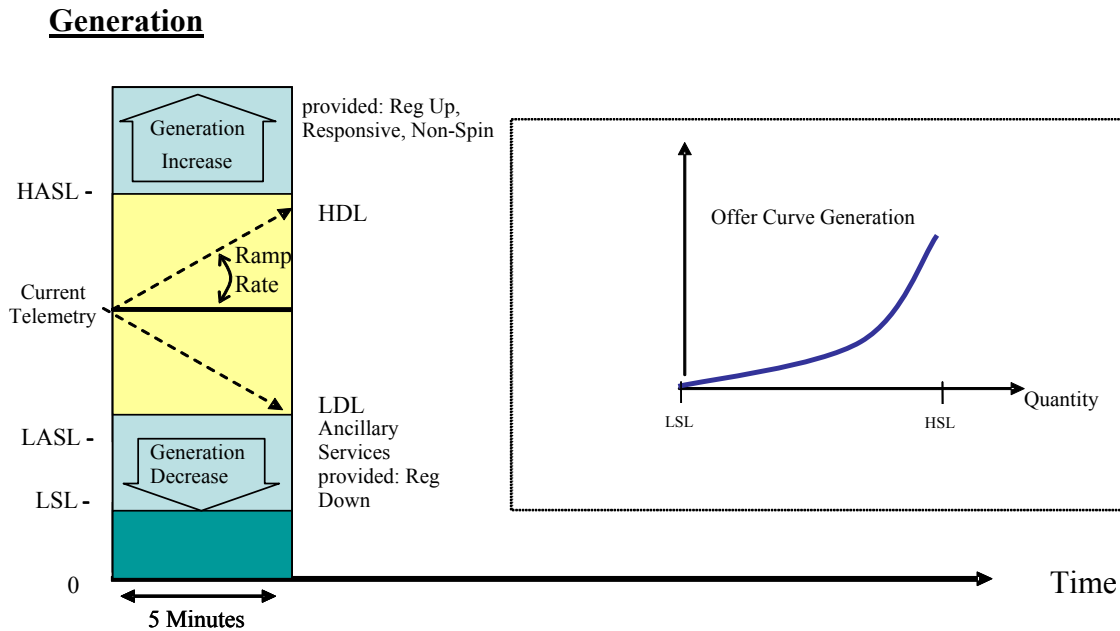 Generation
provided: Reg Up,
Responsive, Non-Spin
Generation
Increase
HASL -
HDL
Ramp
Rate
Current
Telemetry
LDL
Ancillary
Services
provided: Reg
Down
LASL -
Generation
Decrease
LSL -
0
5 Minutes
Time
Offer Curve Generation
Quantity
LSL
HSL